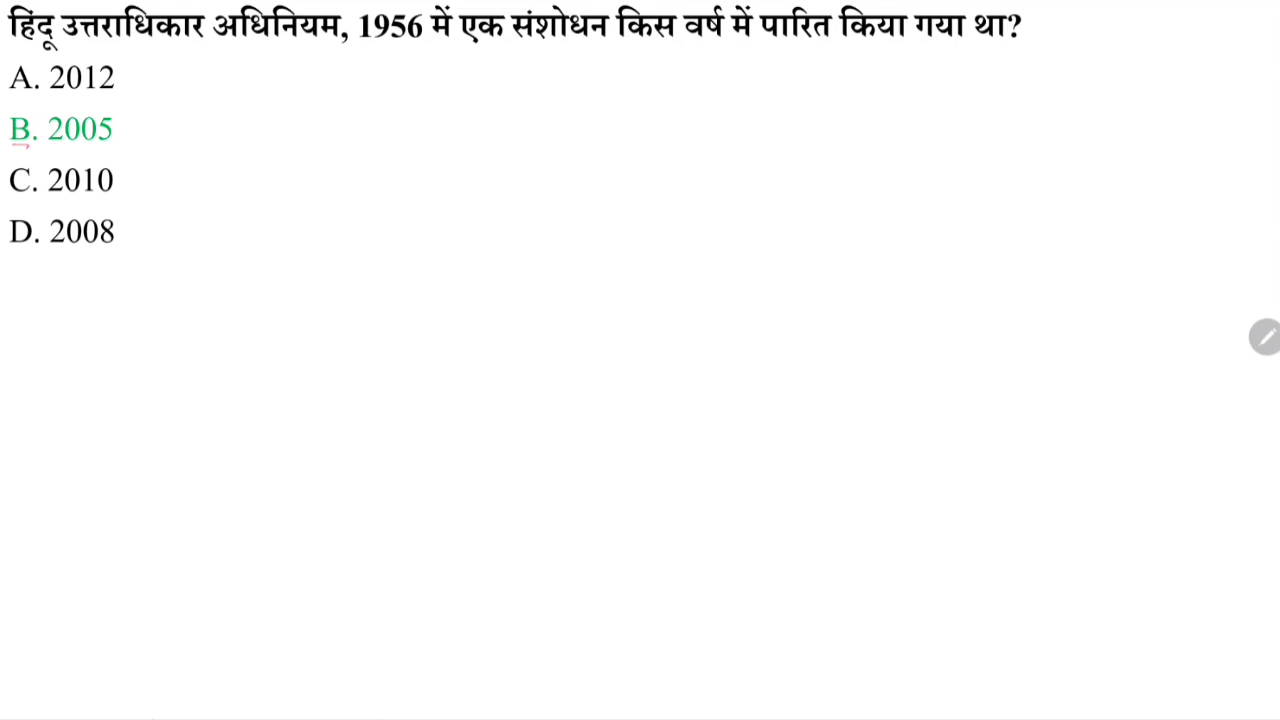 हिंदू उत्तराधिकार अधिनियम, 1956 में एक संशोधन किस वर्ष में पारित किया गया था?
A. 2012
B. 2005
C. 2010
D. 2008